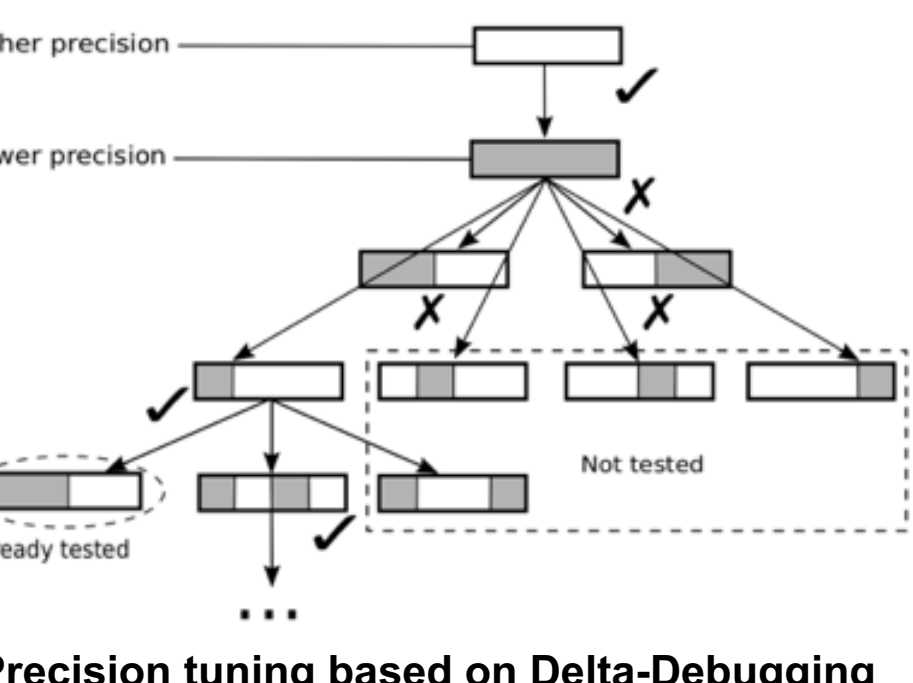 her precision
wer precision
Not tested
eady tested
...
Precision tuning based on Delta-Debugging